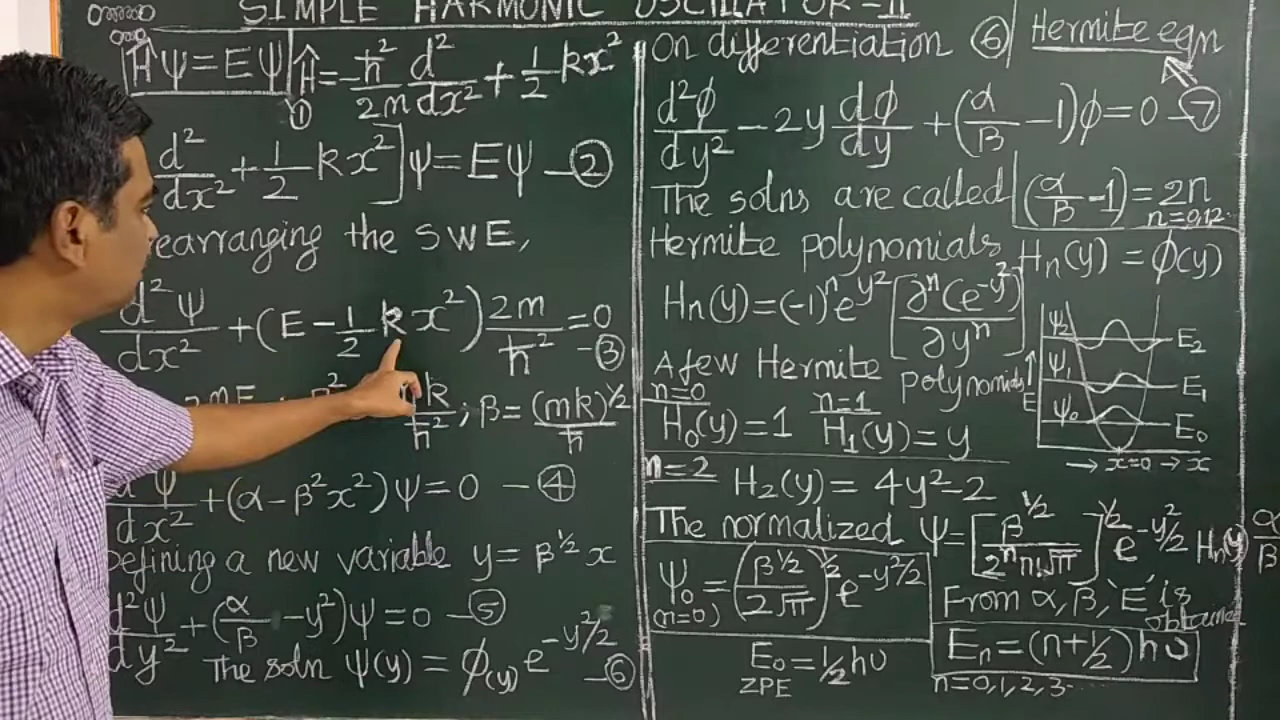 SIMPLE HARMONIC OSCILLATOR-II
Ĥψ=Eψ Ĥ=-ħ²/2m d²/dx² + 1/2 kx² ①
d²/dx² + 1/2 kx²]ψ=Eψ -②
rearranging the SWE,
d²ψ/dx² + (E - 1/2 kx²) 2m/ħ² = 0 -③
mE ; β² k/ħ² ; β = (mk)^1/2/ħ
ψ/dx² + (α-β²x²)ψ=0 -④
Defining a new variable y = β^1/2 x
d²ψ/dy² + (α/β - y²)ψ=0 -⑤
The soln ψ(y) = ϕ(y) e^-y²/2 -⑥
On differentiation ⑥ Hermite eqn
d²ϕ/dy² - 2y dϕ/dy + (α/β - 1)ϕ=0 -⑦
The solns are called (α/β - 1) = 2n
n=0,1,2..
Hermite polynomials Hn(y) = ϕ(y)
Hn(y) = (-1)ⁿ e^y² [∂ⁿ(e^-y²)/∂yⁿ]
A few Hermite polynomials
n=0 n=1
H₀(y)=1 H₁(y)=y
ψ₂ E₂
ψ₁ E₁
E
ψ₀ E₀
→ x=0 → x
n=2 H₂(y) = 4y²-2
The normalized ψ = [β^1/2/2ⁿn!√π]^1/2 e^-y²/2 Hn(y)
α/β
ψ₀ = (β^1/2/2√π)^1/2 e^-y²/2
(n=0)
From α, β, 'E' is obtained
E₀ = 1/2 hυ
ZPE
En = (n+1/2)hυ
n=0,1,2,3..